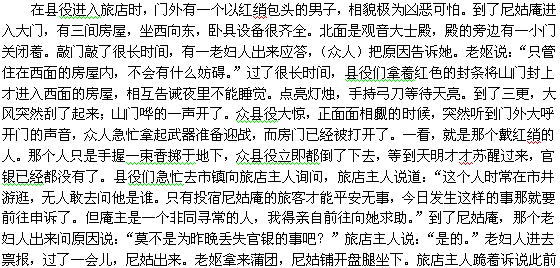 在县役进入旅店时，门外有一个以红绡包头的男子，相貌极为凶恶可怕。到了尼姑庵进
入大门，有三间房屋，坐西向东，卧具设备很齐全。北面是观音大士殿，殿的旁边有一小门
关闭着。敲门敲了很长时间，有一老妇人出来应答，（众人）把原因告诉她。老妪说：“只管
住在西面的房屋内，不会有什么妨碍。”过了很长时间，县役们拿着红色的封条将山门封上
才进入西面的房屋，相互告诫夜里不能睡觉。点亮灯烛，手持弓刀等待天亮。到了三更，大
风突然刮了起来；山门哗的一声开了。众县役大惊，正面面相觑的时候，突然听到门外大呼
开门的声音，众人急忙拿起武器准备迎战，而房门已经被打开了。一看，就是那个戴红绡的
人。那个人只是手握一束香掷于地下，众县役立即都倒了下去，等到天明才才苏醒过来，官
银已经都没有了。县役们急忙去市镇向旅店主人询问，旅店主人说道：“这个人时常在市井
游逛，无人敢去问他是谁。只有投宿尼姑庵的旅客才能平安无事，今日发生这样的事那就要
前往申诉了。但庵主是一个非同寻常的人，我得亲自前往向她求助。”到了尼姑庵，那个老
妇人出来问原因说：“莫不是为昨晚丢失官银的事吧？”旅店主人说：“是的。”老妇人进去
禀报，过了一会儿，尼姑出来。老妪拿来蒲团，尼姑铺开盘腿坐下。旅店主人跪着诉说此前